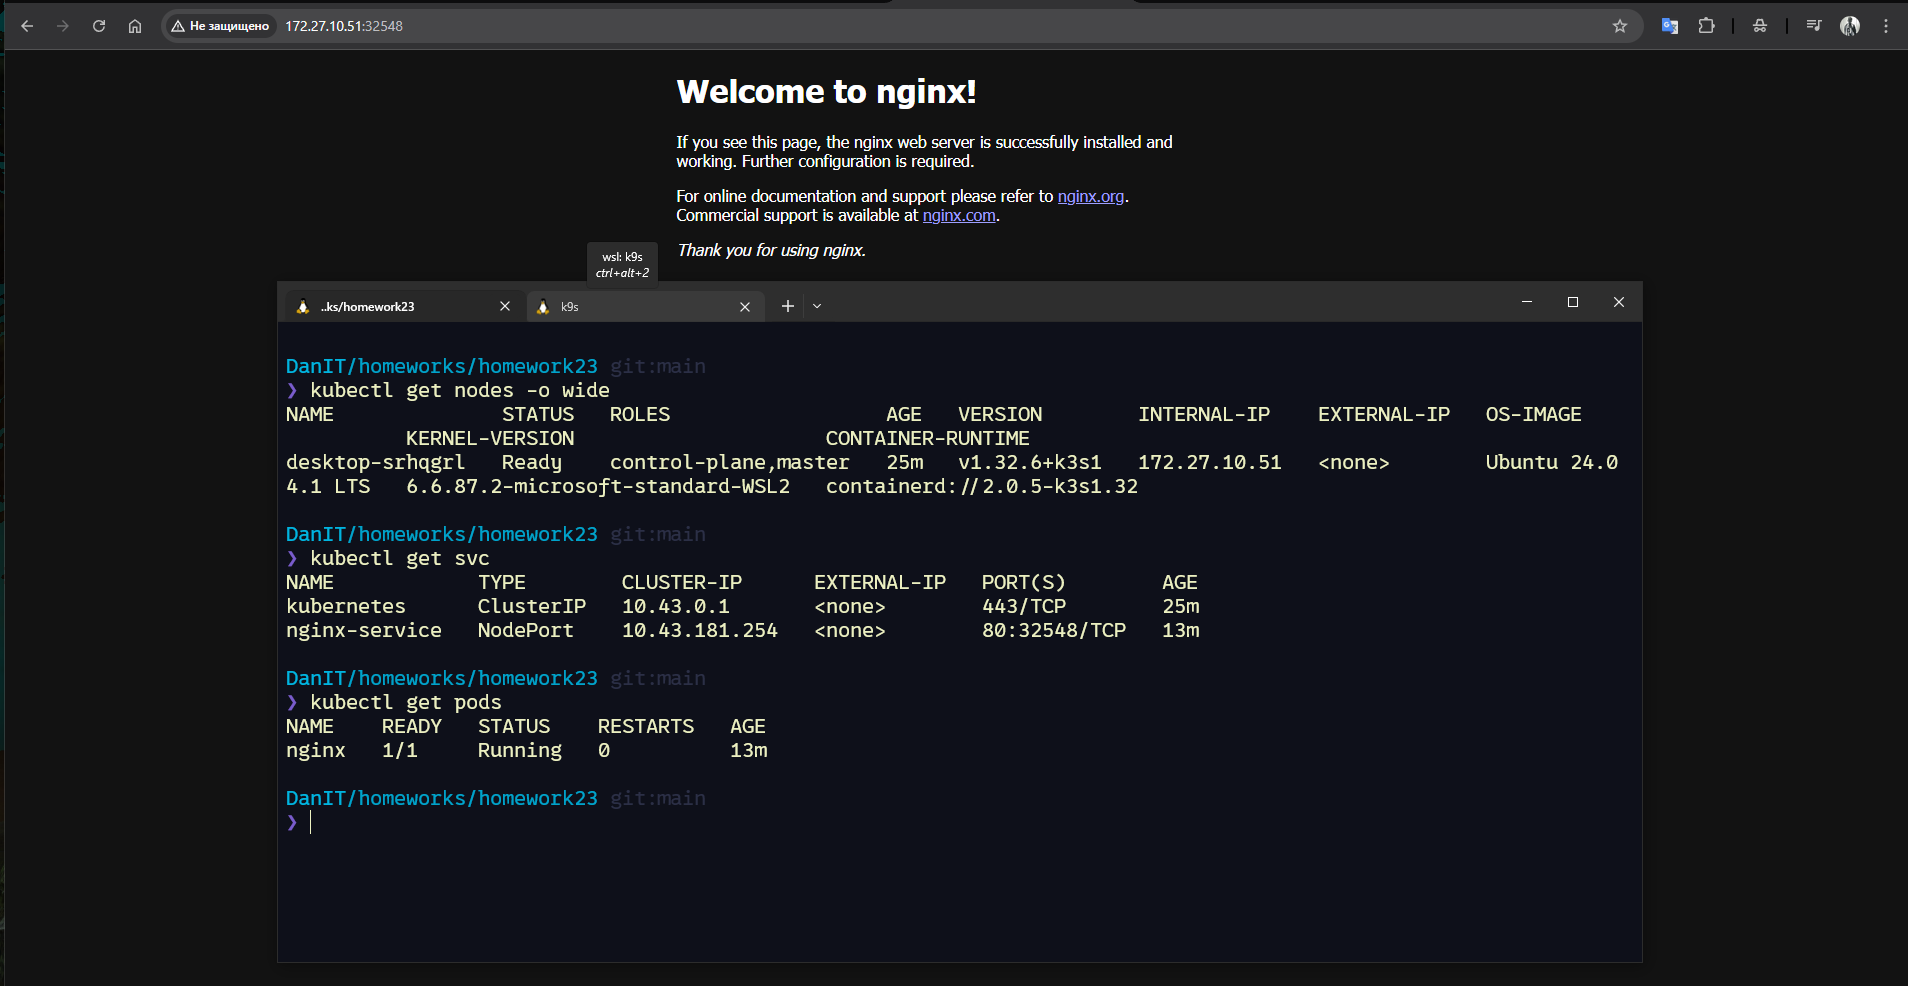 Не защищено 172.27.10.51:32548
Welcome to nginx!
If you see this page, the nginx web server is successfully installed and
working. Further configuration is required.
For online documentation and support please refer to nginx.org.
Commercial support is available at nginx.com.
Thank you for using nginx.
wsl: k9s
ctrl+alt+2
..ks/homework23 k9s
DanIT/homeworks/homework23 git:main
❯ kubectl get nodes -o wide
NAME STATUS ROLES AGE VERSION INTERNAL-IP EXTERNAL-IP OS-IMAGE
KERNEL-VERSION CONTAINER-RUNTIME
desktop-srhqgrl Ready control-plane,master 25m v1.32.6+k3s1 172.27.10.51 <none> Ubuntu 24.0
4.1 LTS 6.6.87.2-microsoft-standard-WSL2 containerd://2.0.5-k3s1.32
DanIT/homeworks/homework23 git:main
❯ kubectl get svc
NAME TYPE CLUSTER-IP EXTERNAL-IP PORT(S) AGE
kubernetes ClusterIP 10.43.0.1 <none> 443/TCP 25m
nginx-service NodePort 10.43.181.254 <none> 80:32548/TCP 13m
DanIT/homeworks/homework23 git:main
❯ kubectl get pods
NAME READY STATUS RESTARTS AGE
nginx 1/1 Running 0 13m
DanIT/homeworks/homework23 git:main
❯